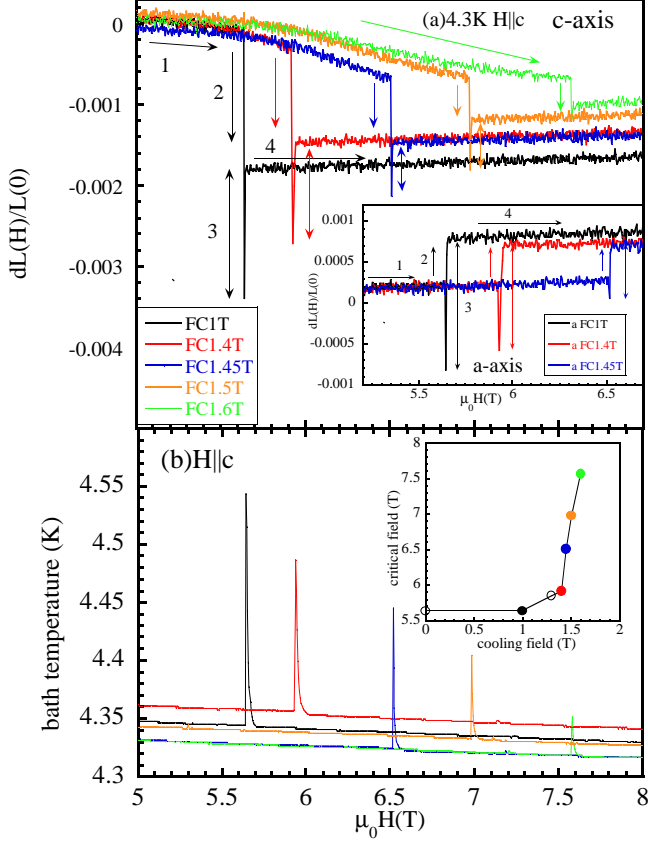 (a)4.3K H||c
c-axis
0
-0.001
-0.002
-0.003
-0.004
dL(H)/L(0)
1
2
3
4
FC1T
FC1.4T
FC1.45T
FC1.5T
FC1.6T
0.001
0.0005
0
-0.0005
-0.001
dL(H)/L(0)
1
2
3
4
a-axis
a FC1T
a FC1.4T
a FC1.45T
5.5
6
6.5
μ₀H(T)
(b)H||c
4.55
4.5
4.45
4.4
4.35
4.3
bath temperature (K)
8
7.5
7
6.5
6
5.5
critical field (T)
0
0.5
1
1.5
2
cooling field (T)
5
5.5
6
6.5
7
7.5
8
μ₀H(T)